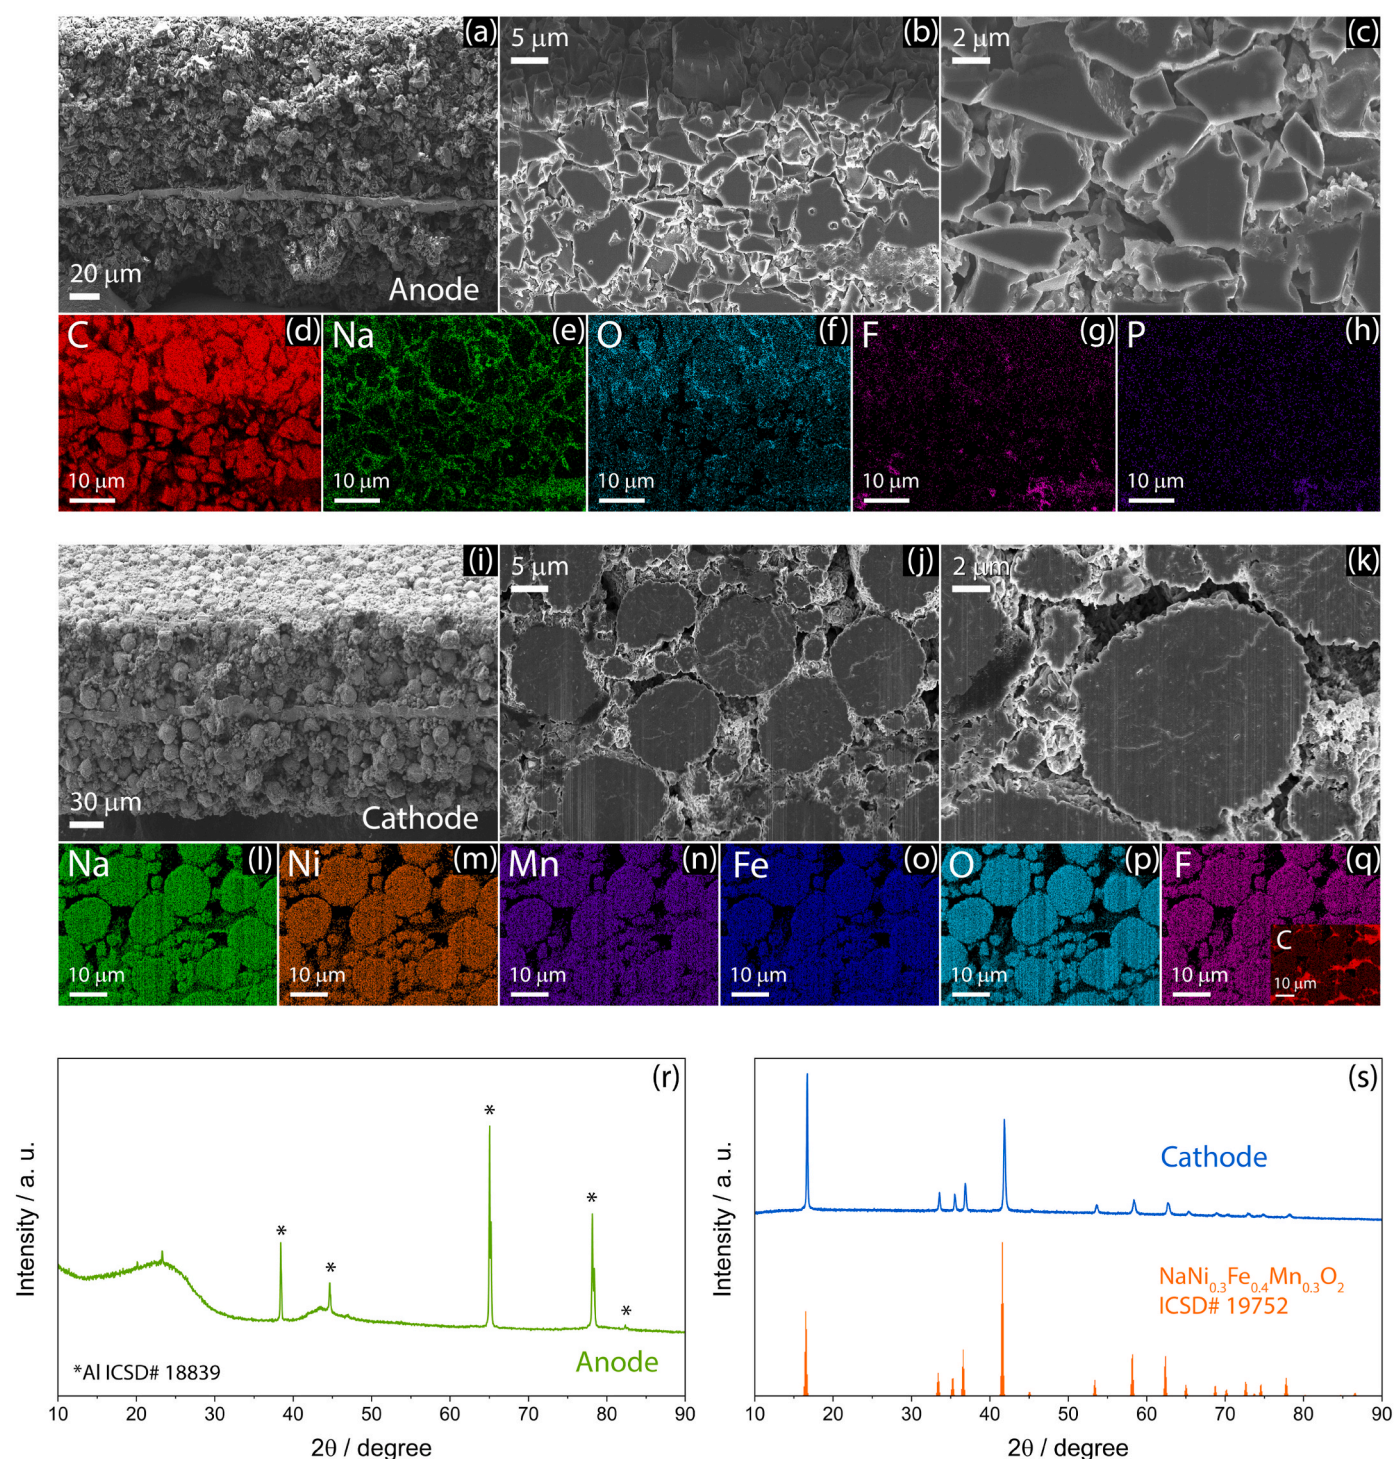 (a)
20 μm
Anode
5 μm
(b)
2 μm
(c)
C
(d)
10 μm
Na
(e)
10 μm
O
(f)
10 μm
F
(g)
10 μm
P
(h)
10 μm
(i)
30 μm
Cathode
5 μm
(j)
2 μm
(k)
Na
(l)
10 μm
Ni
(m)
10 μm
Mn
(n)
10 μm
Fe
(o)
10 μm
O
(p)
10 μm
F
(q)
10 μm
C
10 μm
(r)
Intensity / a. u.
*
*
*
*
*
*Al ICSD# 18839
Anode
10 20 30 40 50 60 70 80 90
2θ / degree
(s)
Intensity / a. u.
Cathode
NaNi0.3Fe0.4Mn0.3O2
ICSD# 19752
10 20 30 40 50 60 70 80 90
2θ / degree